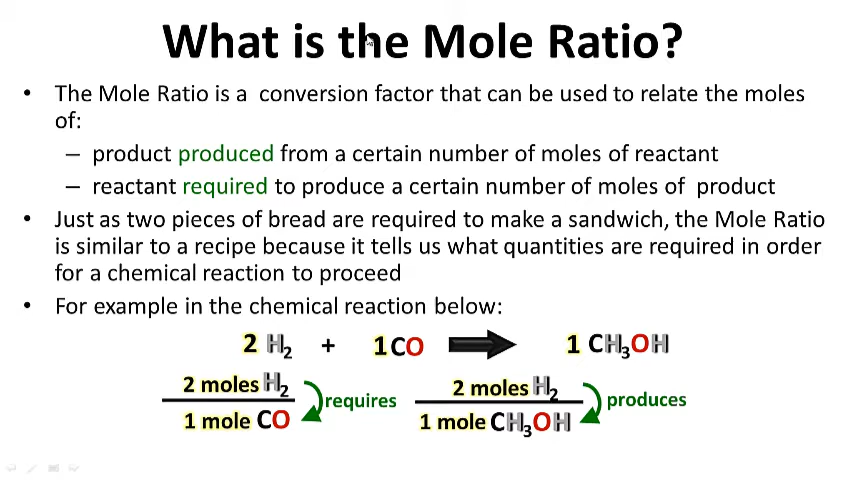 What is the Mole Ratio?
• The Mole Ratio is a conversion factor that can be used to relate the moles
of:
– product produced from a certain number of moles of reactant
– reactant required to produce a certain number of moles of product
• Just as two pieces of bread are required to make a sandwich, the Mole Ratio
is similar to a recipe because it tells us what quantities are required in order
for a chemical reaction to proceed
• For example in the chemical reaction below:
2 H₂ + 1 CO → 1 CH₃OH
2 moles H₂
1 mole CO
requires
2 moles H₂
1 mole CH₃OH
produces